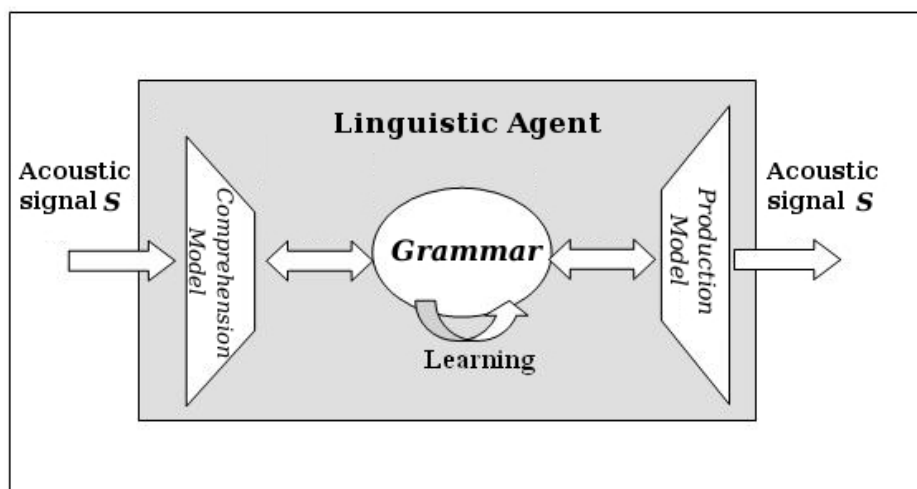 Linguistic Agent
Acoustic
signal S
Comprehension
Model
Grammar
Learning
Production
Model
Acoustic
signal S